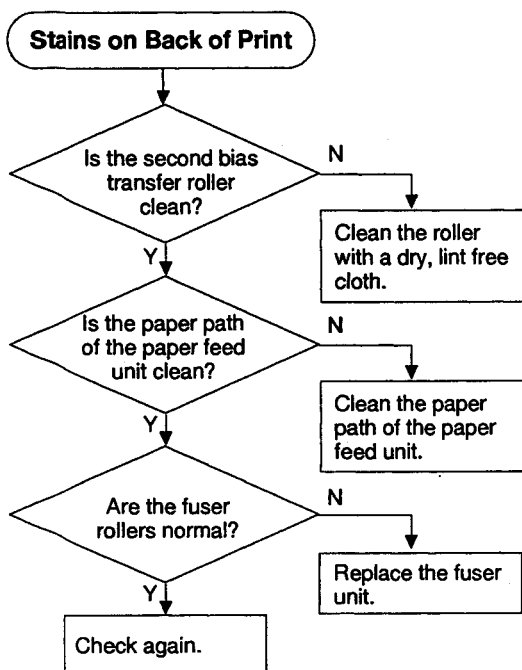 Stains on Back of Print
Is the second bias
transfer roller
clean?
N
Clean the roller
with a dry, lint free
cloth.
Y
Is the paper path
of the paper feed
unit clean?
N
Clean the paper
path of the paper
feed unit.
Y
Are the fuser
rollers normal?
N
Replace the fuser
unit.
Y
Check again.